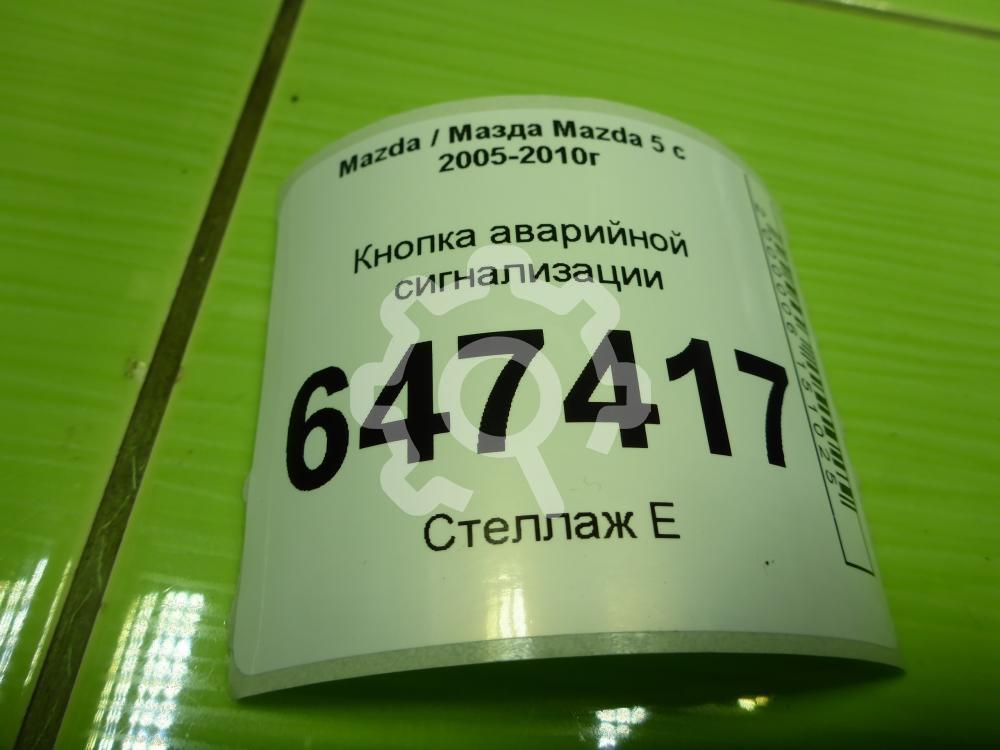 Mazda / Мазда Mazda 5 с
2005-2010г
Кнопка аварийной
сигнализации
647417
Стеллаж Е